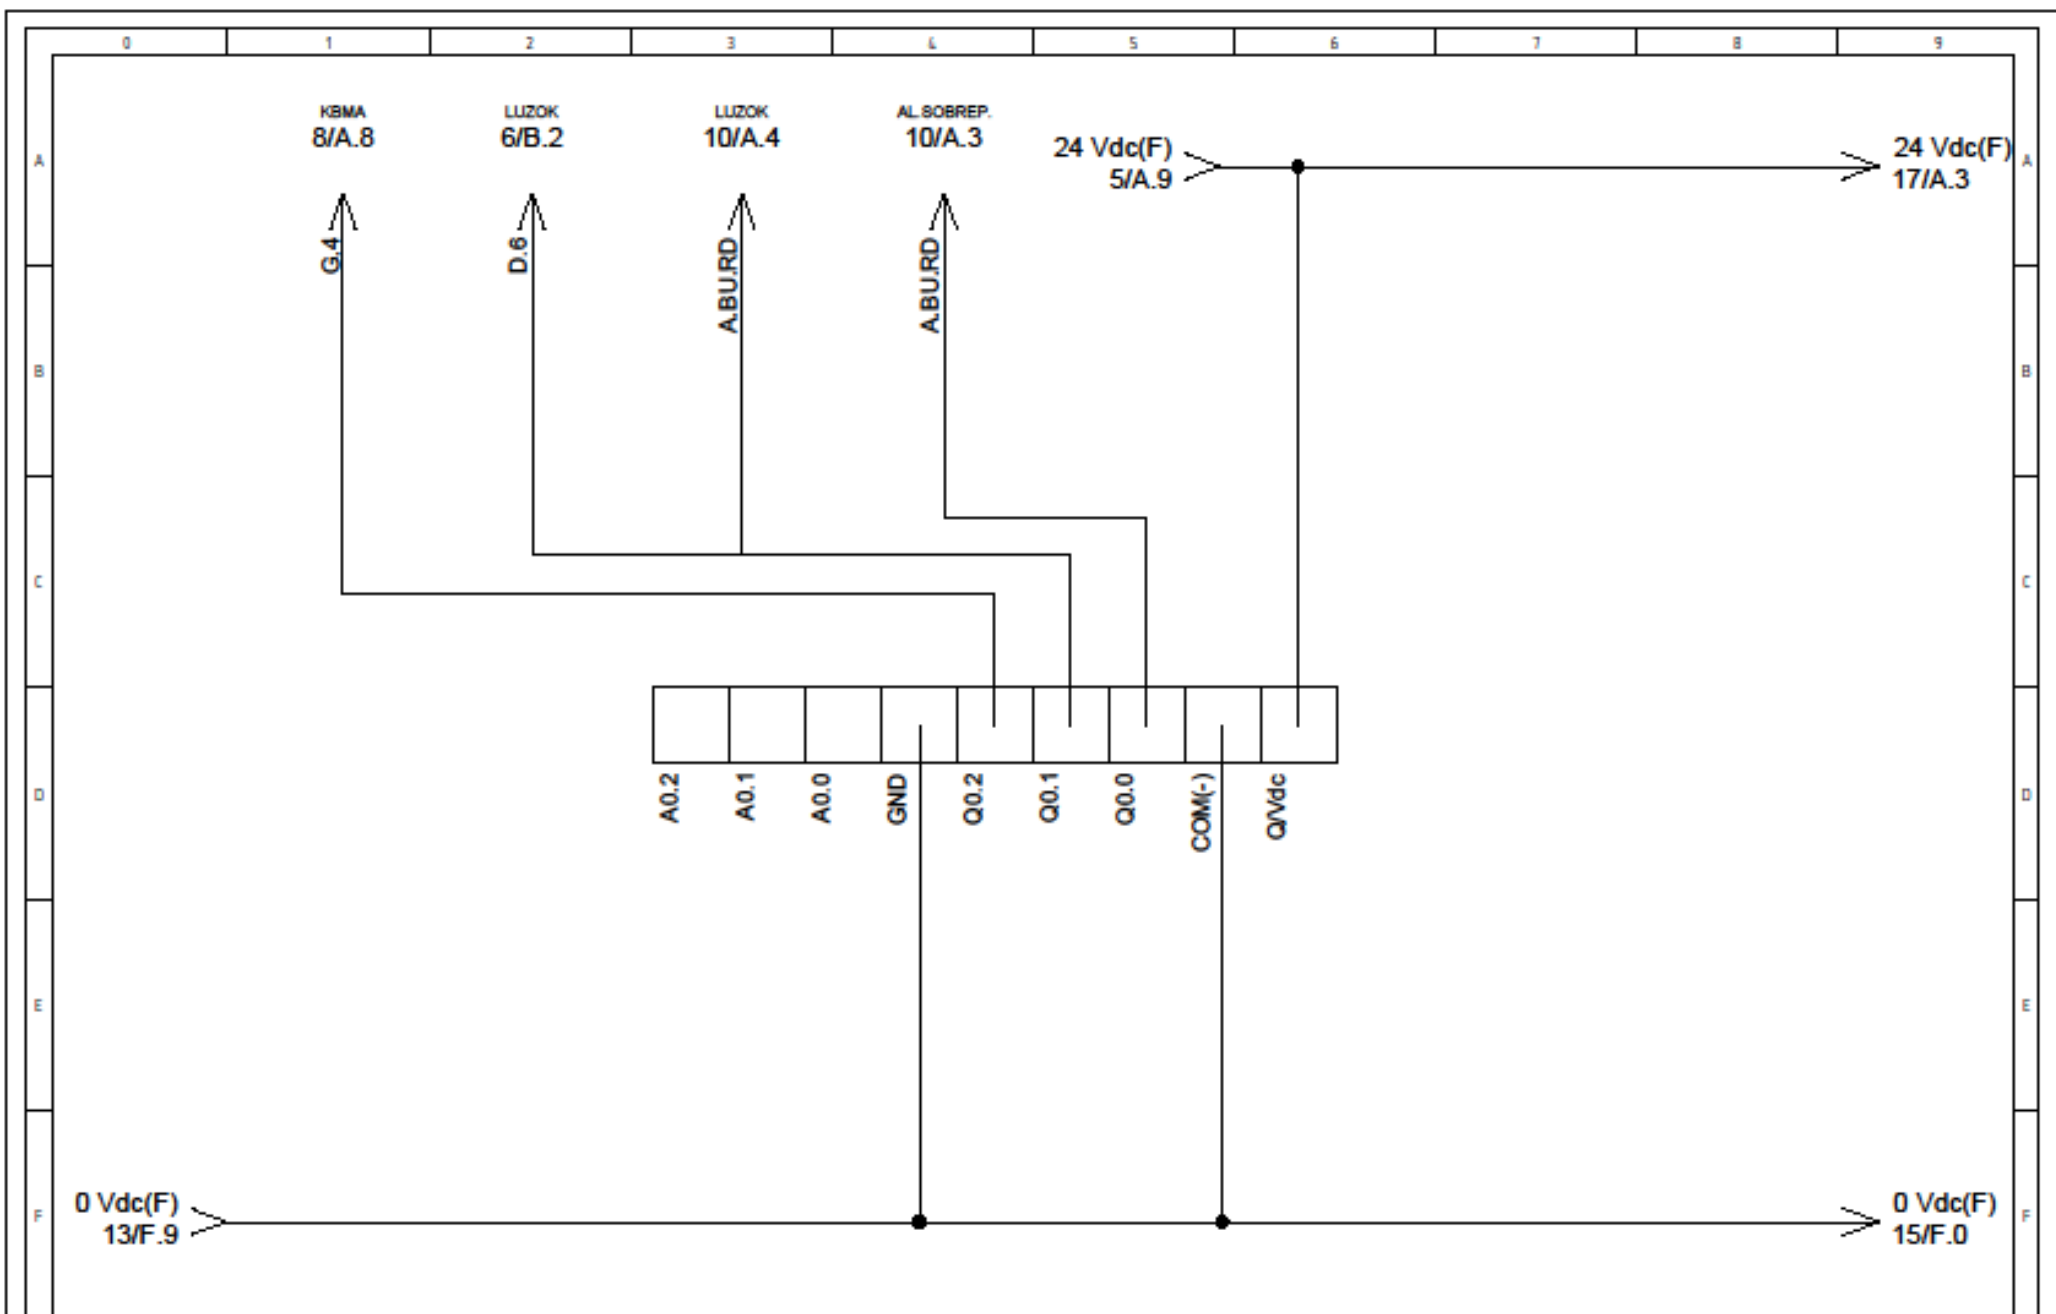 0 1 2 3 4 5 6 7 8 9
KBMA
8/A.8
LUZOK
6/B.2
LUZOK
10/A.4
AL.SOBREP.
10/A.3
24 Vdc(F)
5/A.9
24 Vdc(F)
17/A.3
A A
G.4
D.6
A.BU.RD
A.BU.RD
B B
C C
D D
A0.2
A0.1
A0.0
GND
Q0.2
Q0.1
Q0.0
COM(-)
Q/Vdc
E E
F F
0 Vdc(F)
13/F.9
0 Vdc(F)
15/F.0